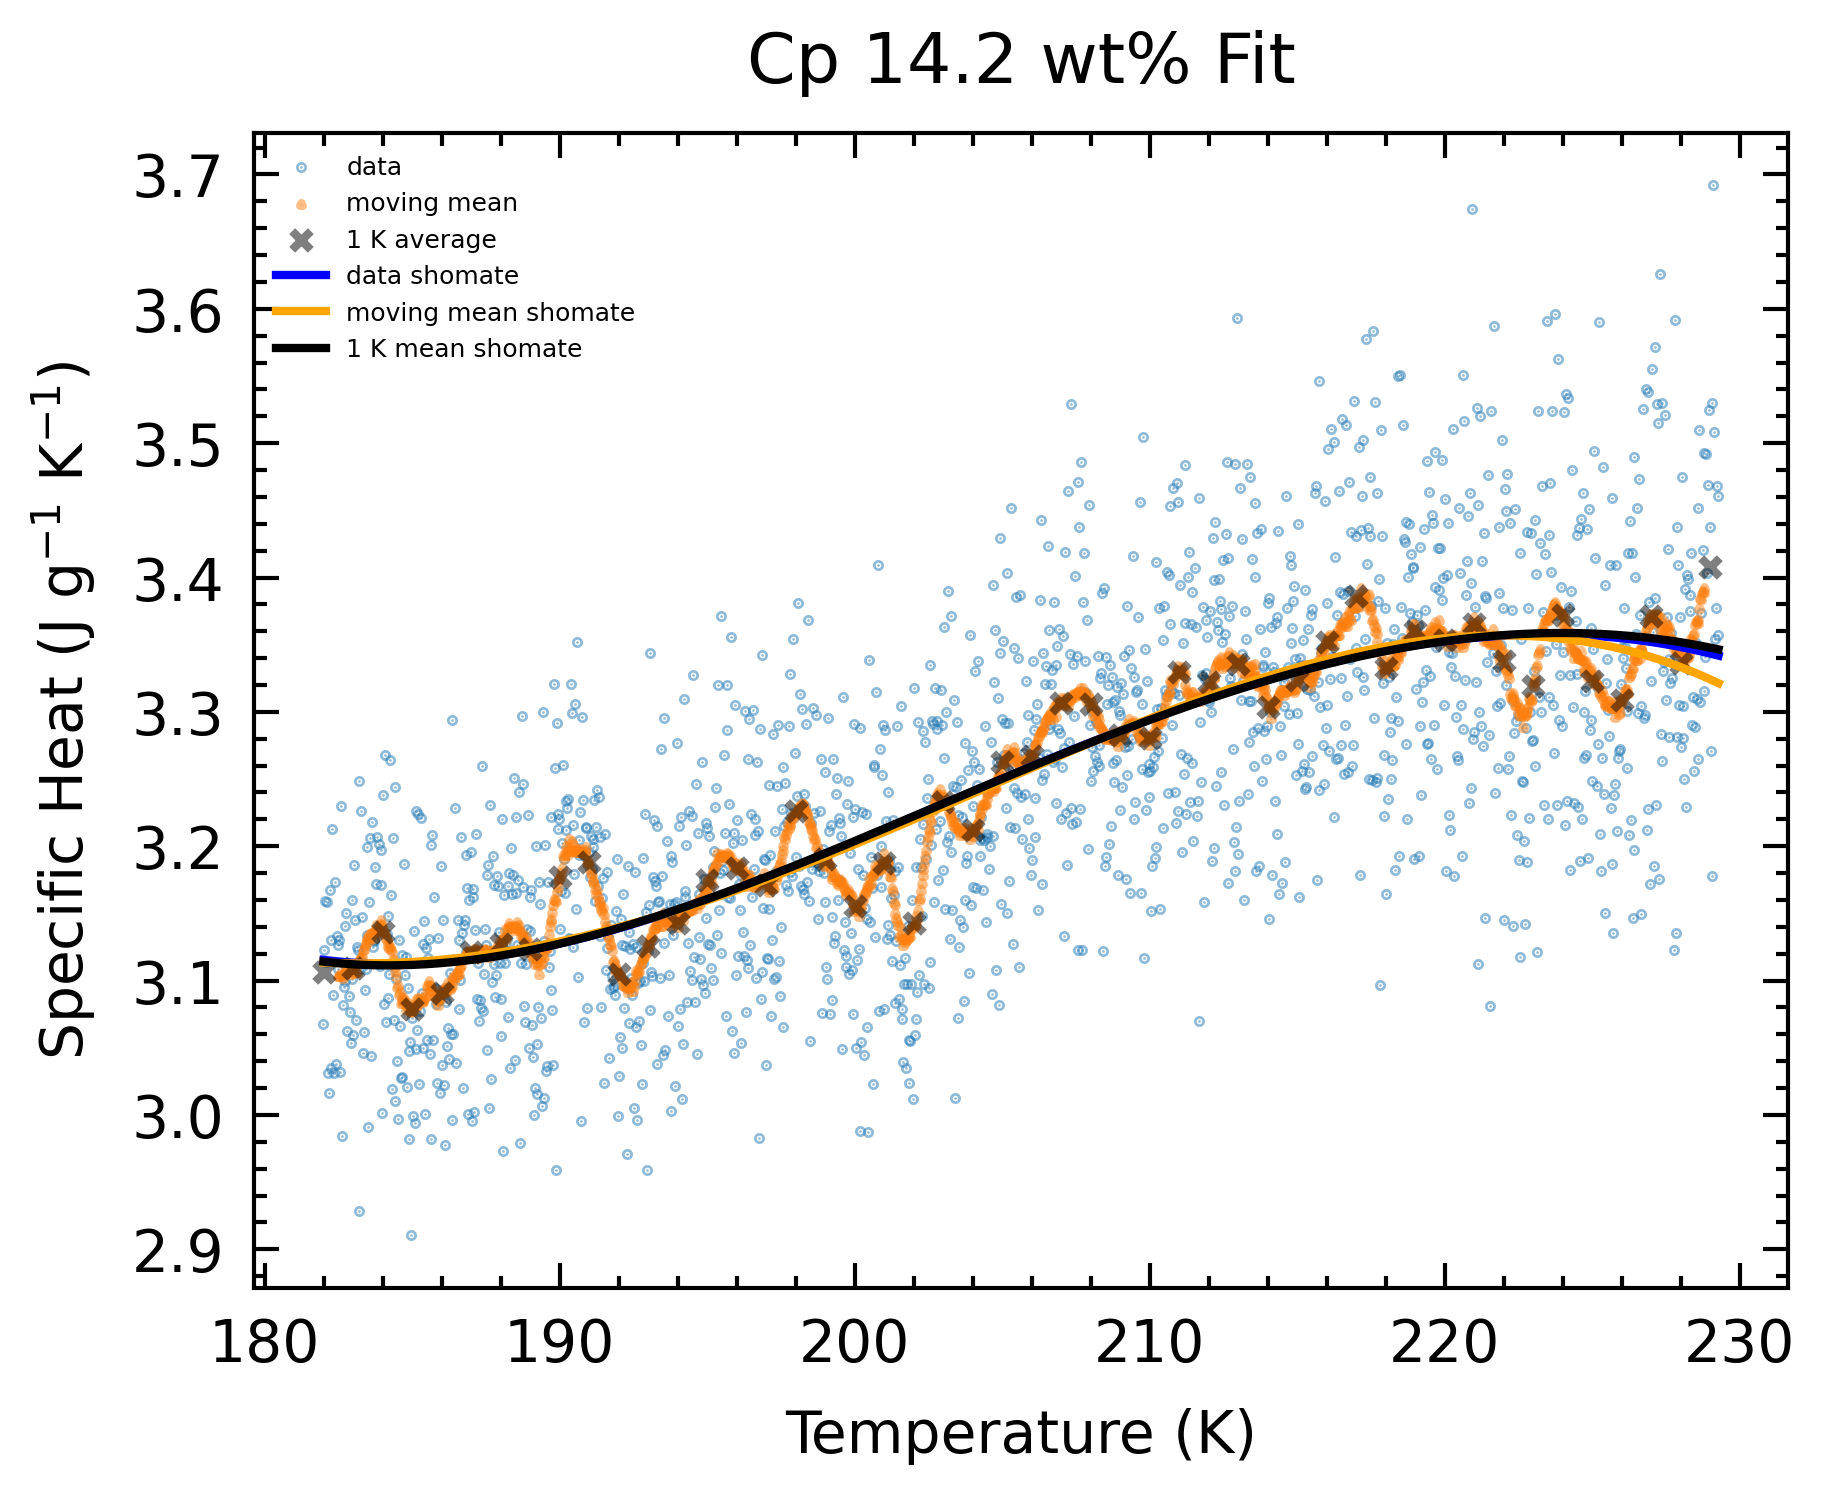 Cp 14.2 wt% Fit
data
moving mean
1 K average
data shomate
moving mean shomate
1 K mean shomate
3.7
3.6
3.5
3.4
3.3
3.2
3.1
3.0
2.9
Specific Heat (J g⁻¹ K⁻¹)
180 190 200 210 220 230
Temperature (K)